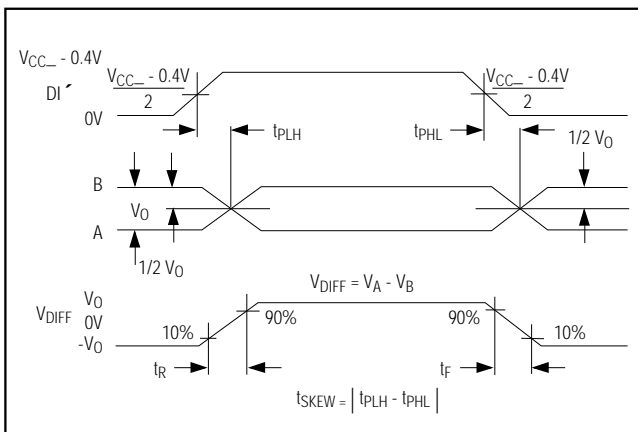 VCC_ - 0.4V
VCC_ - 0.4V
2
VCC_ - 0.4V
2
DI´
0V
tPLH
tPHL
1/2 VO
B
VO
A
1/2 VO
VDIFF = VA - VB
VO
VDIFF 0V
-VO
10%
90%
90%
10%
tR
tF
tSKEW = | tPLH - tPHL |